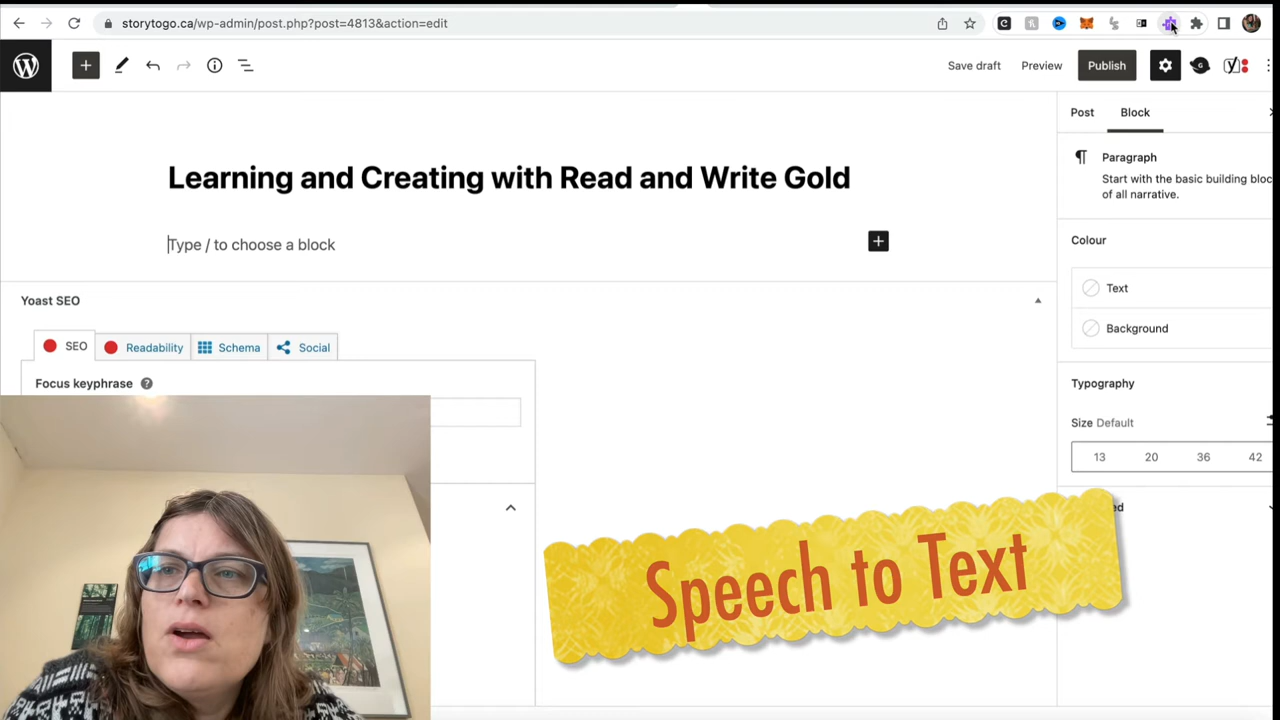 storytogo.ca/wp-admin/post.php?post=4813&action=edit
Save draft
Preview
Publish
Post
Block
Learning and Creating with Read and Write Gold
Type / to choose a block
Paragraph
Start with the basic building bloc
of all narrative.
Colour
Text
Background
Yoast SEO
SEO
Readability
Schema
Social
Focus keyphrase
Typography
Size Default
13
20
36
42
ed
Speech to Text